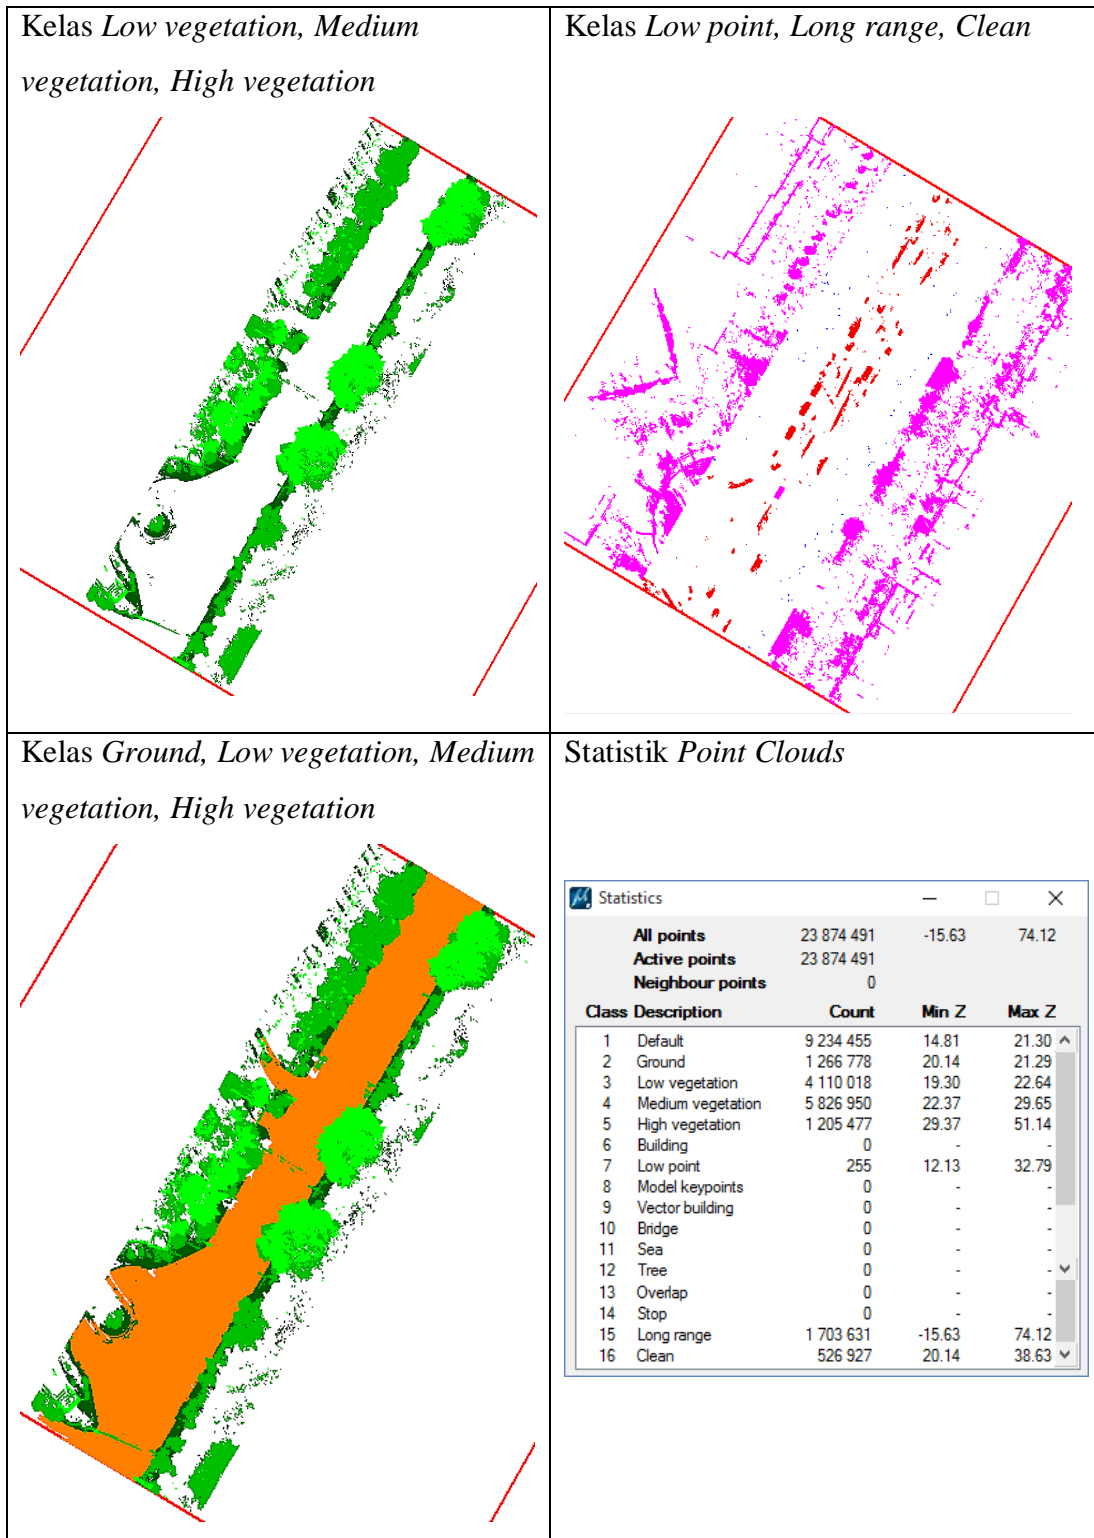 Kelas Low vegetation, Medium
vegetation, High vegetation
Kelas Low point, Long range, Clean
Kelas Ground, Low vegetation, Medium
vegetation, High vegetation
Statistik Point Clouds
Statistics
All points 23 874 491 -15.63 74.12
Active points 23 874 491
Neighbour points 0
Class Description Count Min Z Max Z
1 Default 9 234 455 14.81 21.30
2 Ground 1 266 778 20.14 21.29
3 Low vegetation 4 110 018 19.30 22.64
4 Medium vegetation 5 826 950 22.37 29.65
5 High vegetation 1 205 477 29.37 51.14
6 Building 0 - -
7 Low point 255 12.13 32.79
8 Model keypoints 0 - -
9 Vector building 0 - -
10 Bridge 0 - -
11 Sea 0 - -
12 Tree 0 - -
13 Overlap 0 - -
14 Stop 0 - -
15 Long range 1 703 631 -15.63 74.12
16 Clean 526 927 20.14 38.63